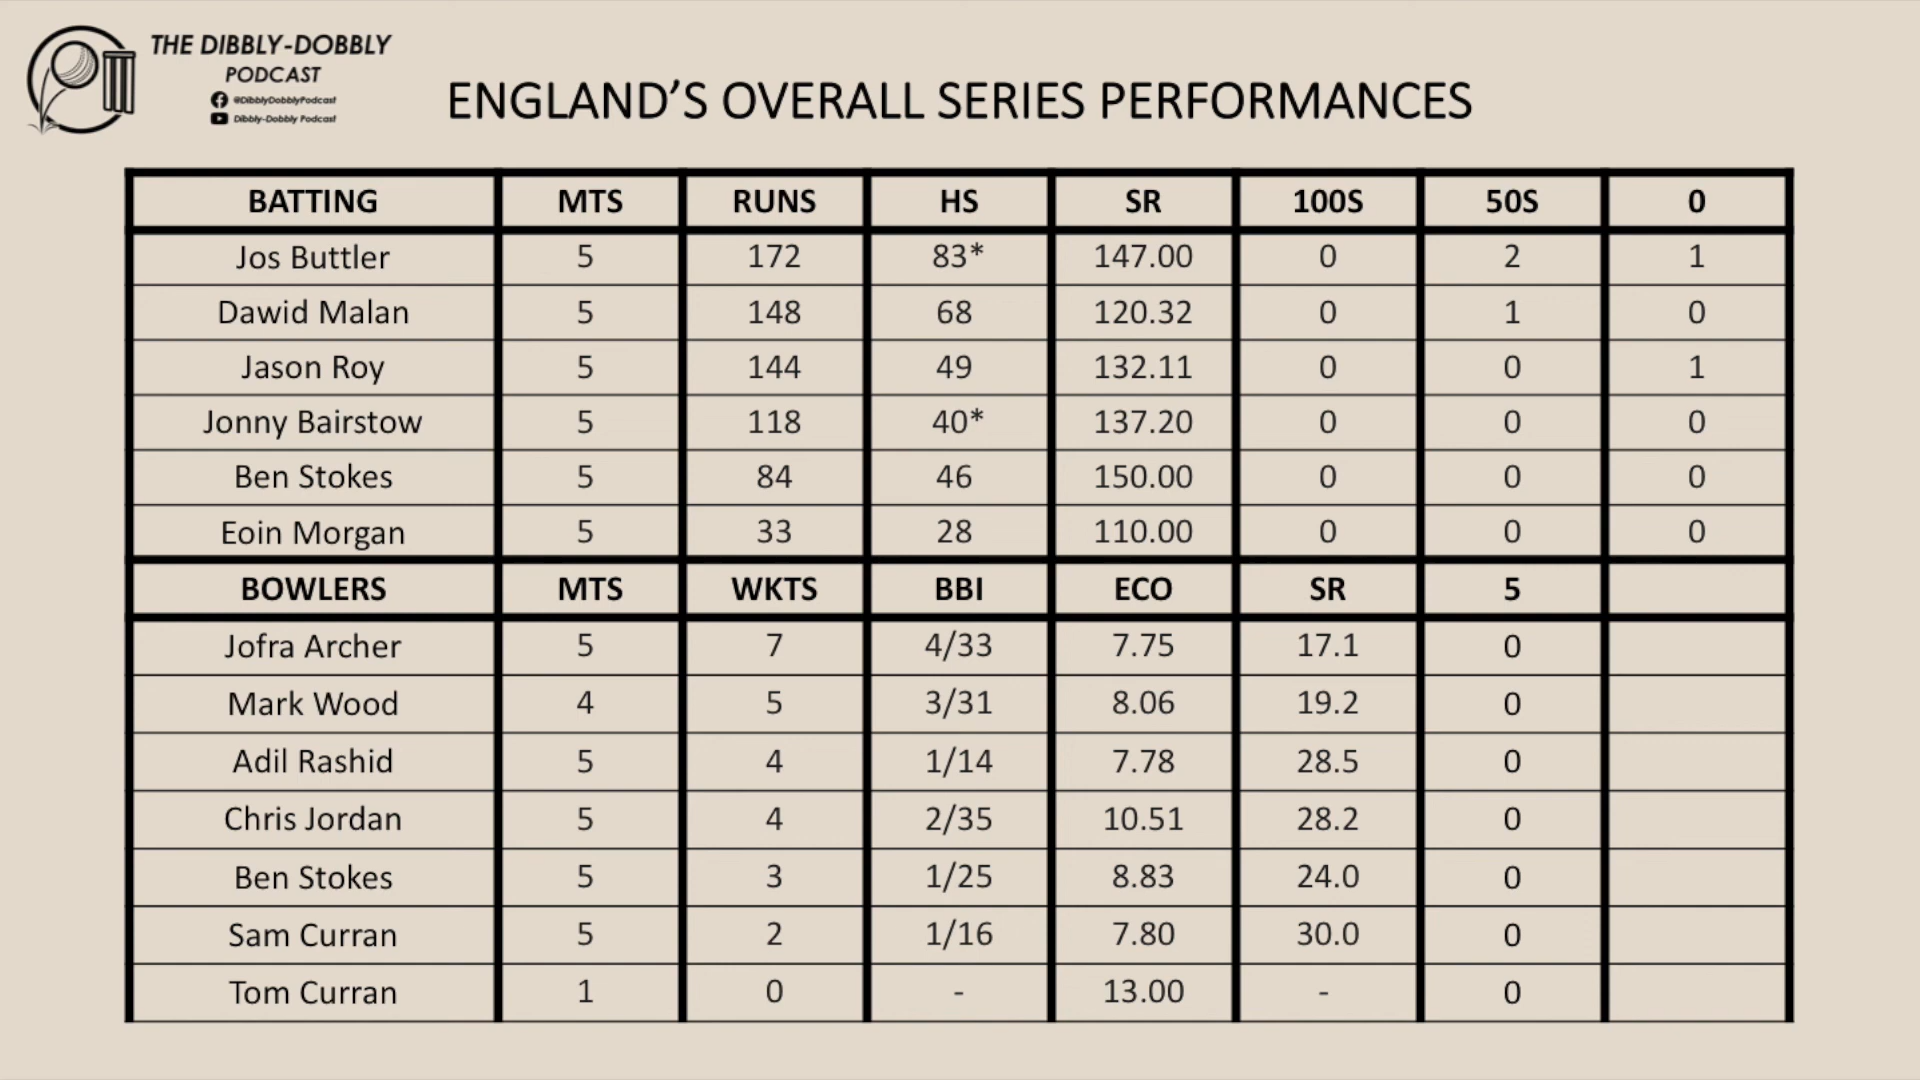 THE DIBBLY-DOBBLY
PODCAST
@DibblyDobblyPodcast
Dibbly-Dobbly Podcast
ENGLAND’S OVERALL SERIES PERFORMANCES
BATTING MTS RUNS HS SR 100S 50S 0
Jos Buttler 5 172 83* 147.00 0 2 1
Dawid Malan 5 148 68 120.32 0 1 0
Jason Roy 5 144 49 132.11 0 0 1
Jonny Bairstow 5 118 40* 137.20 0 0 0
Ben Stokes 5 84 46 150.00 0 0 0
Eoin Morgan 5 33 28 110.00 0 0 0
BOWLERS MTS WKTS BBI ECO SR 5
Jofra Archer 5 7 4/33 7.75 17.1 0
Mark Wood 4 5 3/31 8.06 19.2 0
Adil Rashid 5 4 1/14 7.78 28.5 0
Chris Jordan 5 4 2/35 10.51 28.2 0
Ben Stokes 5 3 1/25 8.83 24.0 0
Sam Curran 5 2 1/16 7.80 30.0 0
Tom Curran 1 0 - 13.00 - 0